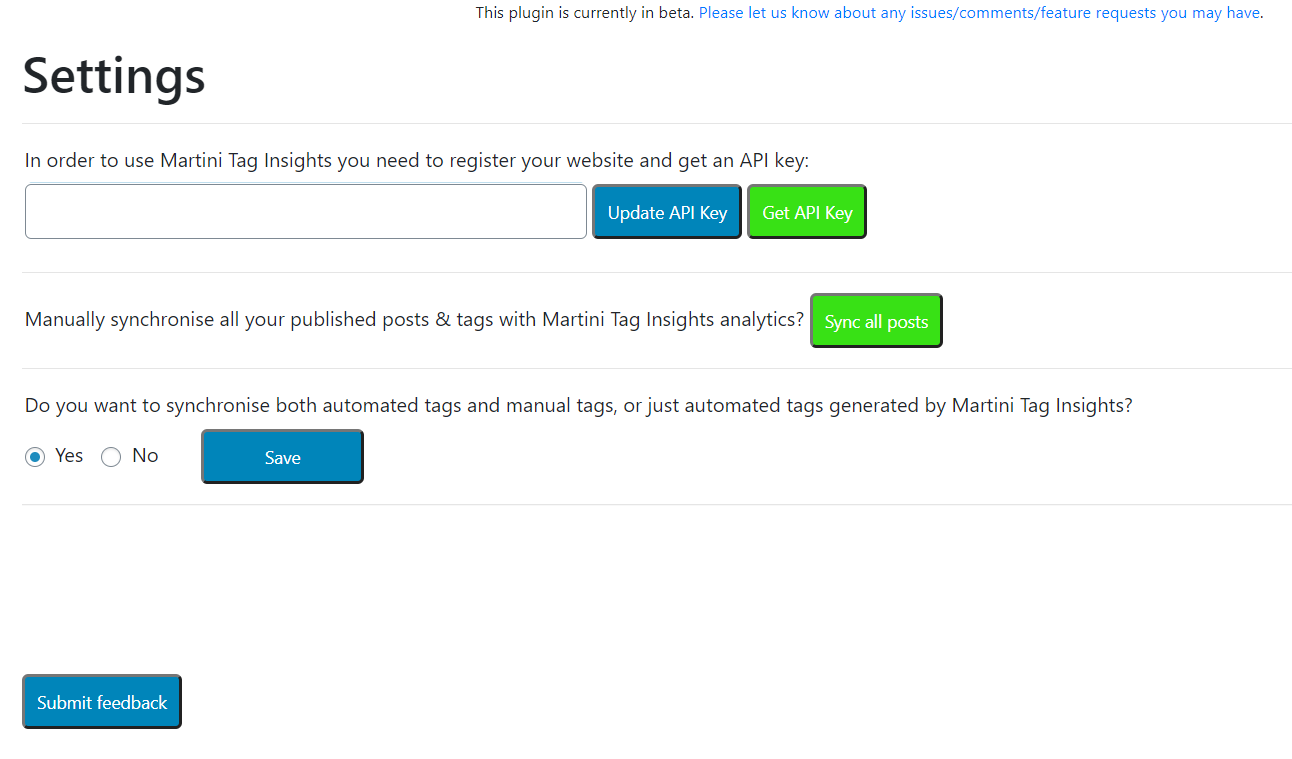 This plugin is currently in beta. Please let us know about any issues/comments/feature requests you may have.
Settings
In order to use Martini Tag Insights you need to register your website and get an API key:
Update API Key Get API Key
Manually synchronise all your published posts & tags with Martini Tag Insights analytics? Sync all posts
Do you want to synchronise both automated tags and manual tags, or just automated tags generated by Martini Tag Insights?
Yes No Save
Submit feedback